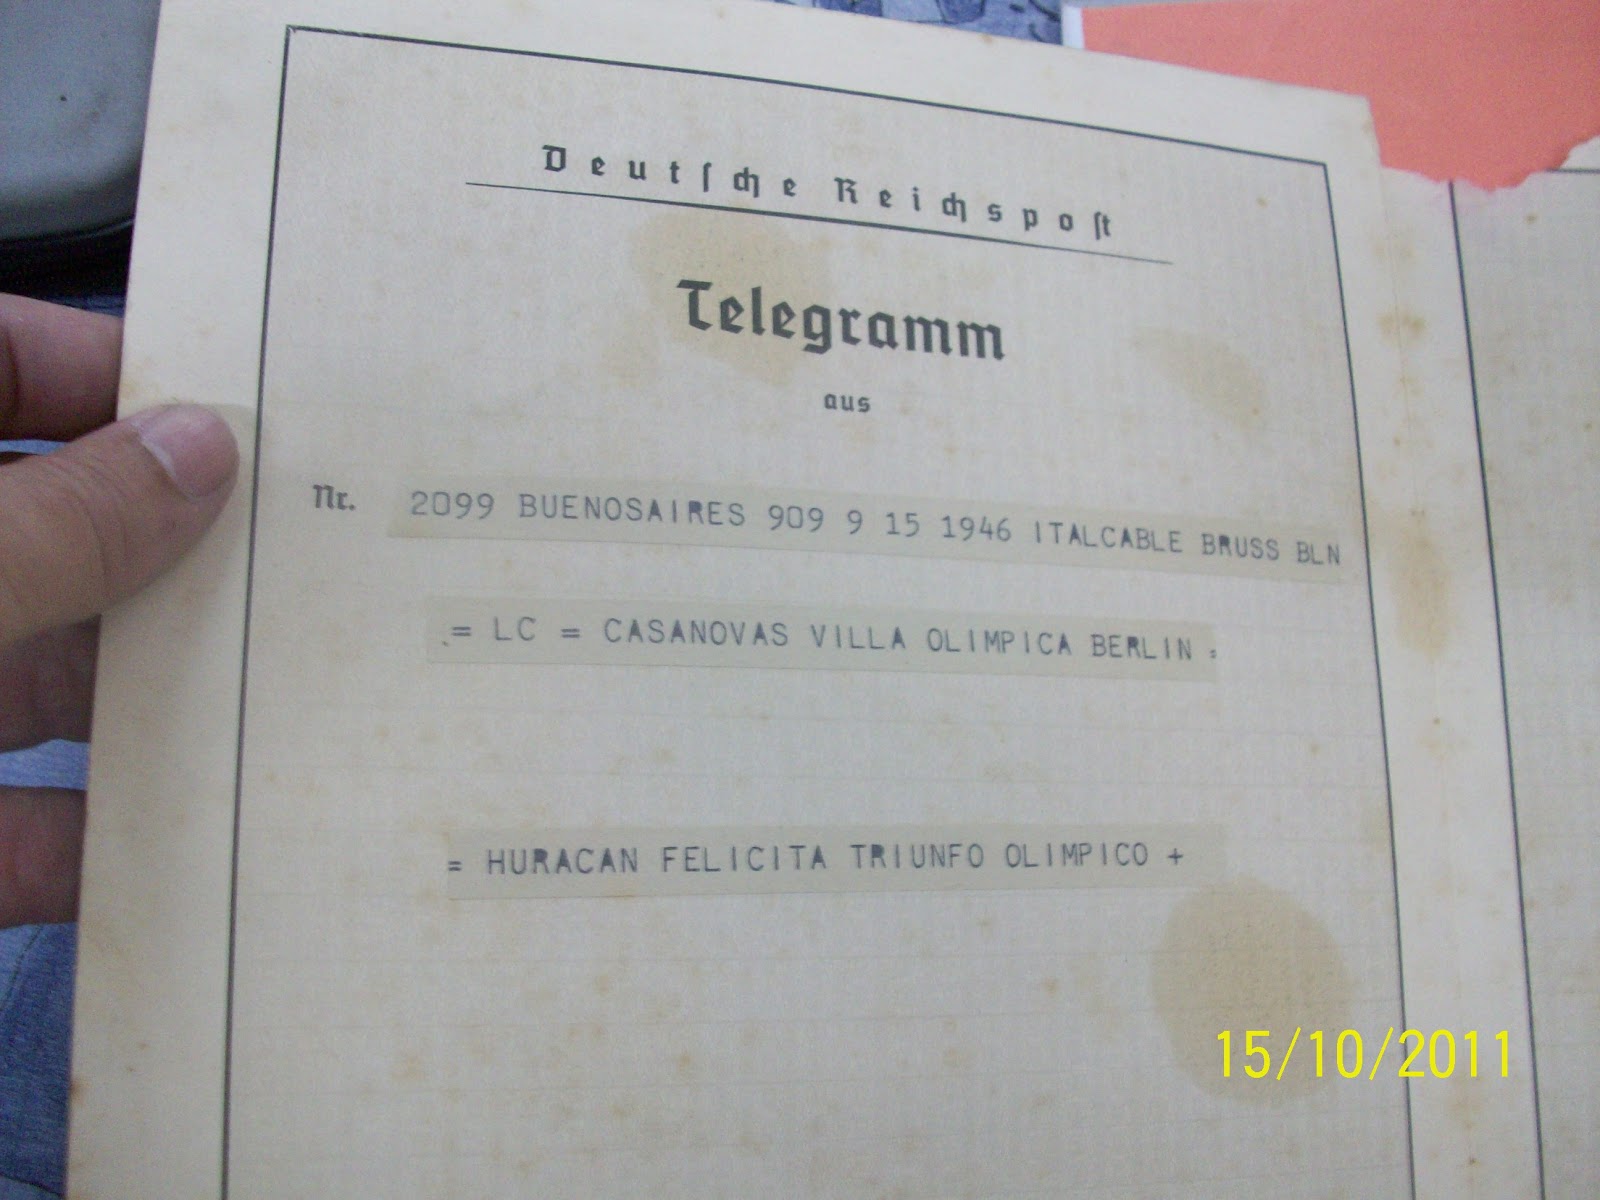 Deutsche Reichspost
Telegramm
aus
Nr. 2099 BUENOSAIRES 909 9 15 1946 ITALCABLE BRUSS BLN
= LC = CASANOVAS VILLA OLIMPICA BERLIN =
= HURACAN FELICITA TRIUNFO OLIMPICO +
15/10/2011